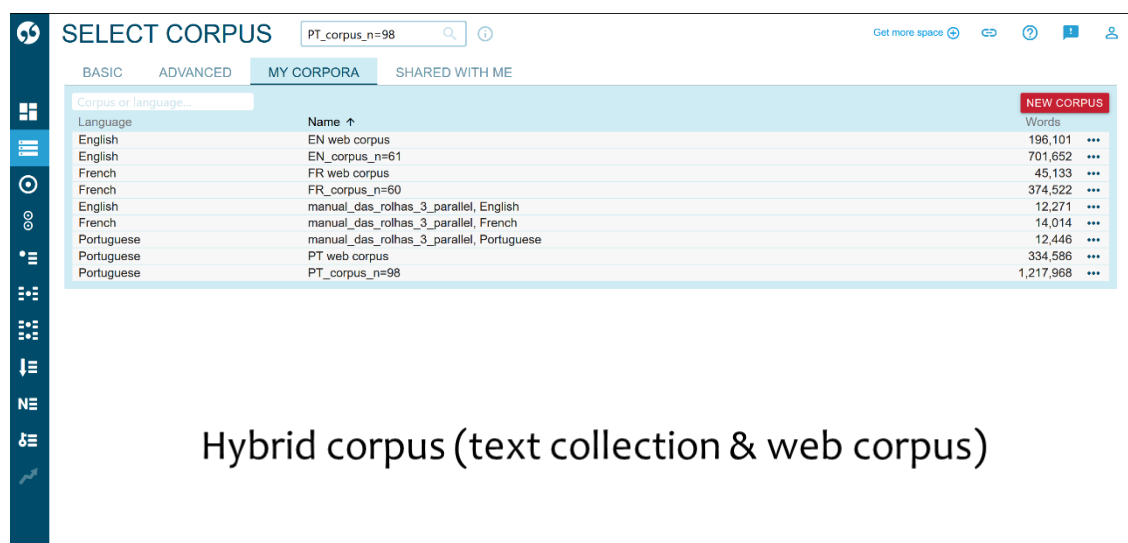 SELECT CORPUS PT_corpus_n=98 Get more space
BASIC ADVANCED MY CORPORA SHARED WITH ME
Corpus or language... NEW CORPUS
Language Name ↑ Words
English EN web corpus 196,101 •••
English EN_corpus_n=61 701,652 •••
French FR web corpus 45,133 •••
French FR_corpus_n=60 374,522 •••
English manual_das_rolhas_3_parallel, English 12,271 •••
French manual_das_rolhas_3_parallel, French 14,014 •••
Portuguese manual_das_rolhas_3_parallel, Portuguese 12,446 •••
Portuguese PT web corpus 334,586 •••
Portuguese PT_corpus_n=98 1,217,968 •••
N
Hybrid corpus (text collection & web corpus)